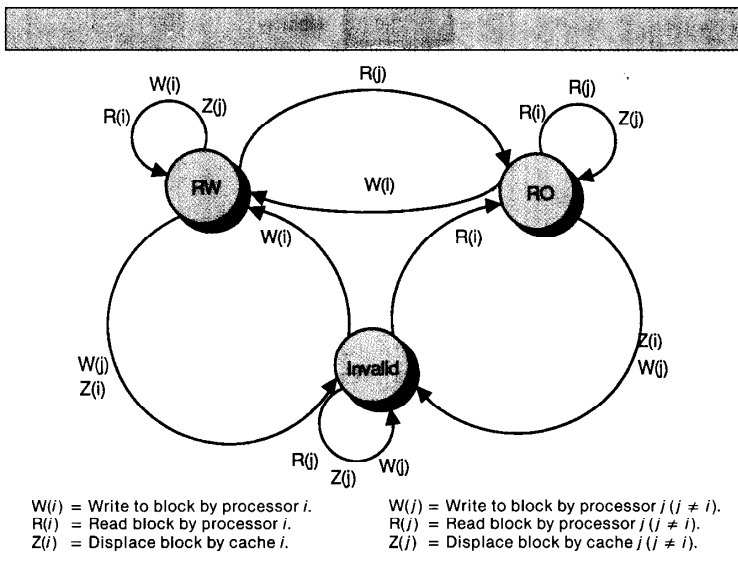 R(j)
W(i)
R(i)
Z(j)
R(j)
R(i)
Z(j)
RW
W(i)
RO
W(i)
R(i)
Invalid
W(j)
Z(i)
Z(i)
W(j)
R(j)
Z(j)
W(j)
W(i) = Write to block by processor i.
R(i) = Read block by processor i.
Z(i) = Displace block by cache i.
W(j) = Write to block by processor j (j ≠ i).
R(j) = Read block by processor j (j ≠ i).
Z(j) = Displace block by cache j (j ≠ i).